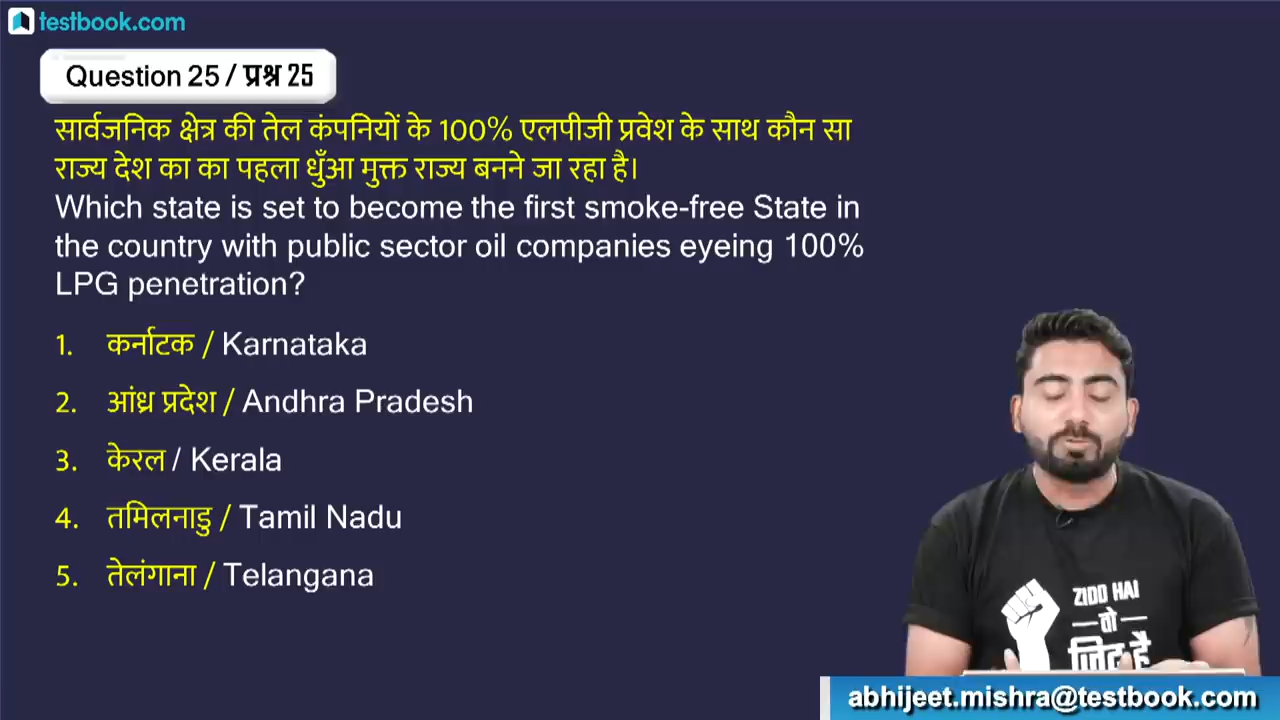 testbook.com
Question 25 / प्रश्न 25
सार्वजनिक क्षेत्र की तेल कंपनियों के 100% एलपीजी प्रवेश के साथ कौन सा
राज्य देश का का पहला धुँआ मुक्त राज्य बनने जा रहा है।
Which state is set to become the first smoke-free State in
the country with public sector oil companies eyeing 100%
LPG penetration?
1. कर्नाटक / Karnataka
2. आंध्र प्रदेश / Andhra Pradesh
3. केरल / Kerala
4. तमिलनाडु / Tamil Nadu
5. तेलंगाना / Telangana
ZIDD HAI
तो
जिद है
abhijeet.mishra@testbook.com